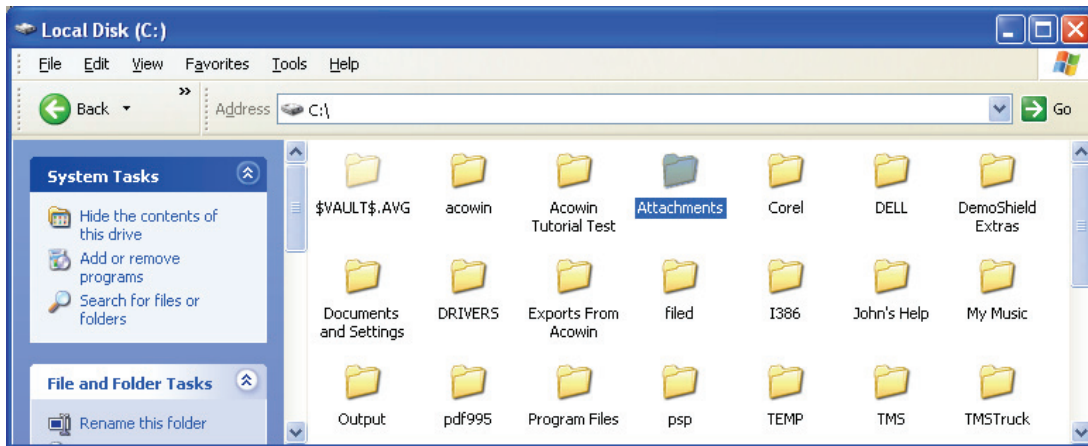 Local Disk (C:)
File Edit View Favorites Tools Help
Back » Address C:\ Go
System Tasks
Hide the contents of
this drive
Add or remove
programs
Search for files or
folders
File and Folder Tasks
Rename this folder
$VAULT$.AVG
acowin
Acowin
Tutorial Test
Attachments
Corel
DELL
DemoShield
Extras
Documents
and Settings
DRIVERS
Exports From
Acowin
filed
I386
John's Help
My Music
Output
pdf995
Program Files
psp
TEMP
TMS
TMSTruck